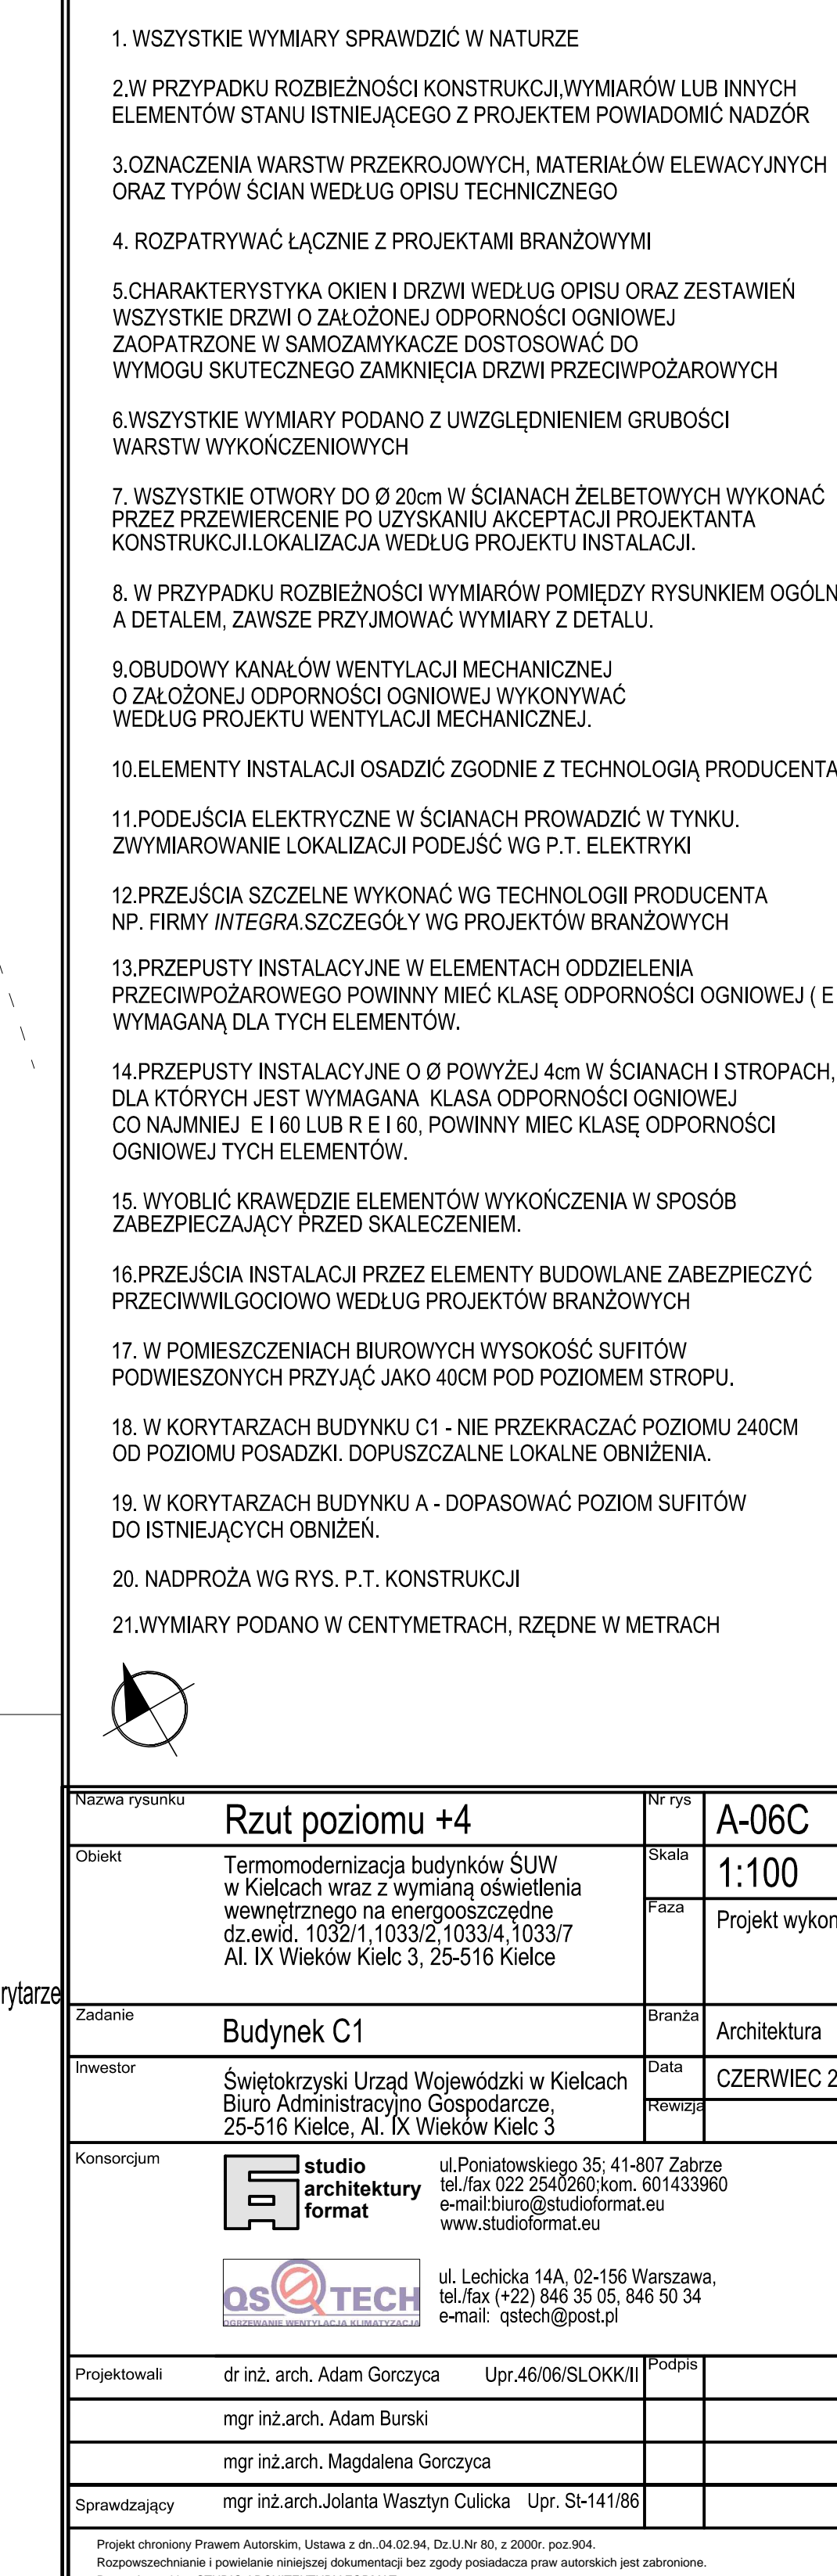 1. WSZYSTKIE WYMIARY SPRAWDZIĆ W NATURZE
2.W PRZYPADKU ROZBIEŻNOŚCI KONSTRUKCJI,WYMIARÓW LUB INNYCH
ELEMENTÓW STANU ISTNIEJĄCEGO Z PROJEKTEM POWIADOMIĆ NADZÓR
3.OZNACZENIA WARSTW PRZEKROJOWYCH, MATERIAŁÓW ELEWACYJNYCH
ORAZ TYPÓW ŚCIAN WEDŁUG OPISU TECHNICZNEGO
4. ROZPATRYWAĆ ŁĄCZNIE Z PROJEKTAMI BRANŻOWYMI
5.CHARAKTERYSTYKA OKIEN I DRZWI WEDŁUG OPISU ORAZ ZESTAWIEŃ
WSZYSTKIE DRZWI O ZAŁOŻONEJ ODPORNOŚCI OGNIOWEJ
ZAOPATRZONE W SAMOZAMYKACZE DOSTOSOWAĆ DO
WYMOGU SKUTECZNEGO ZAMKNIĘCIA DRZWI PRZECIWPOŻAROWYCH
6.WSZYSTKIE WYMIARY PODANO Z UWZGLĘDNIENIEM GRUBOŚCI
WARSTW WYKOŃCZENIOWYCH
7. WSZYSTKIE OTWORY DO Ø 20cm W ŚCIANACH ŻELBETOWYCH WYKONAĆ
PRZEZ PRZEWIERCENIE PO UZYSKANIU AKCEPTACJI PROJEKTANTA
KONSTRUKCJI.LOKALIZACJA WEDŁUG PROJEKTU INSTALACJI.
8. W PRZYPADKU ROZBIEŻNOŚCI WYMIARÓW POMIĘDZY RYSUNKIEM OGÓLN
A DETALEM, ZAWSZE PRZYJMOWAĆ WYMIARY Z DETALU.
9.OBUDOWY KANAŁÓW WENTYLACJI MECHANICZNEJ
O ZAŁOŻONEJ ODPORNOŚCI OGNIOWEJ WYKONYWAĆ
WEDŁUG PROJEKTU WENTYLACJI MECHANICZNEJ.
10.ELEMENTY INSTALACJI OSADZIĆ ZGODNIE Z TECHNOLOGIĄ PRODUCENTA
11.PODEJŚCIA ELEKTRYCZNE W ŚCIANACH PROWADZIĆ W TYNKU.
ZWYMIAROWANIE LOKALIZACJI PODEJŚĆ WG P.T. ELEKTRYKI
12.PRZEJŚCIA SZCZELNE WYKONAĆ WG TECHNOLOGII PRODUCENTA
NP. FIRMY INTEGRA.SZCZEGÓŁY WG PROJEKTÓW BRANŻOWYCH
13.PRZEPUSTY INSTALACYJNE W ELEMENTACH ODDZIELENIA
PRZECIWPOŻAROWEGO POWINNY MIEĆ KLASĘ ODPORNOŚCI OGNIOWEJ ( E
WYMAGANĄ DLA TYCH ELEMENTÓW.
14.PRZEPUSTY INSTALACYJNE O Ø POWYŻEJ 4cm W ŚCIANACH I STROPACH,
DLA KTÓRYCH JEST WYMAGANA KLASA ODPORNOŚCI OGNIOWEJ
CO NAJMNIEJ E I 60 LUB R E I 60, POWINNY MIEC KLASĘ ODPORNOŚCI
OGNIOWEJ TYCH ELEMENTÓW.
15. WYOBLIĆ KRAWĘDZIE ELEMENTÓW WYKOŃCZENIA W SPOSÓB
ZABEZPIECZAJĄCY PRZED SKALECZENIEM.
16.PRZEJŚCIA INSTALACJI PRZEZ ELEMENTY BUDOWLANE ZABEZPIECZYĆ
PRZECIWWILGOCIOWO WEDŁUG PROJEKTÓW BRANŻOWYCH
17. W POMIESZCZENIACH BIUROWYCH WYSOKOŚĆ SUFITÓW
PODWIESZONYCH PRZYJĄĆ JAKO 40CM POD POZIOMEM STROPU.
18. W KORYTARZACH BUDYNKU C1 - NIE PRZEKRACZAĆ POZIOMU 240CM
OD POZIOMU POSADZKI. DOPUSZCZALNE LOKALNE OBNIŻENIA.
19. W KORYTARZACH BUDYNKU A - DOPASOWAĆ POZIOM SUFITÓW
DO ISTNIEJĄCYCH OBNIŻEŃ.
20. NADPROŻA WG RYS. P.T. KONSTRUKCJI
21.WYMIARY PODANO W CENTYMETRACH, RZĘDNE W METRACH
Nazwa rysunku Rzut poziomu +4 Nr rys A-06C
Obiekt Termomodernizacja budynków ŚUW
w Kielcach wraz z wymianą oświetlenia
wewnętrznego na energooszczędne
dz.ewid. 1032/1,1033/2,1033/4,1033/7
Al. IX Wieków Kielc 3, 25-516 Kielce
Skala 1:100
Faza Projekt wykon
rytarze
Zadanie Budynek C1 Branża Architektura
Inwestor Świętokrzyski Urząd Wojewódzki w Kielcach
Biuro Administracyjno Gospodarcze,
25-516 Kielce, Al. IX Wieków Kielc 3
Data CZERWIEC 2
Rewizja
Konsorcjum
studio
architektury
format
ul.Poniatowskiego 35; 41-807 Zabrze
tel./fax 022 2540260;kom. 601433960
e-mail:biuro@studioformat.eu
www.studioformat.eu
QS TECH
OGRZEWANIE WENTYLACJA KLIMATYZACJA
ul. Lechicka 14A, 02-156 Warszawa,
tel./fax (+22) 846 35 05, 846 50 34
e-mail: qstech@post.pl
Projektowali dr inż. arch. Adam Gorczyca Upr.46/06/SLOKK/II Podpis
mgr inż.arch. Adam Burski
mgr inż.arch. Magdalena Gorczyca
Sprawdzający mgr inż.arch.Jolanta Wasztyn Culicka Upr. St-141/86
Projekt chroniony Prawem Autorskim, Ustawa z dn..04.02.94, Dz.U.Nr 80, z 2000r. poz.904.
Rozpowszechnianie i powielanie niniejszej dokumentacji bez zgody posiadacza praw autorskich jest zabronione.